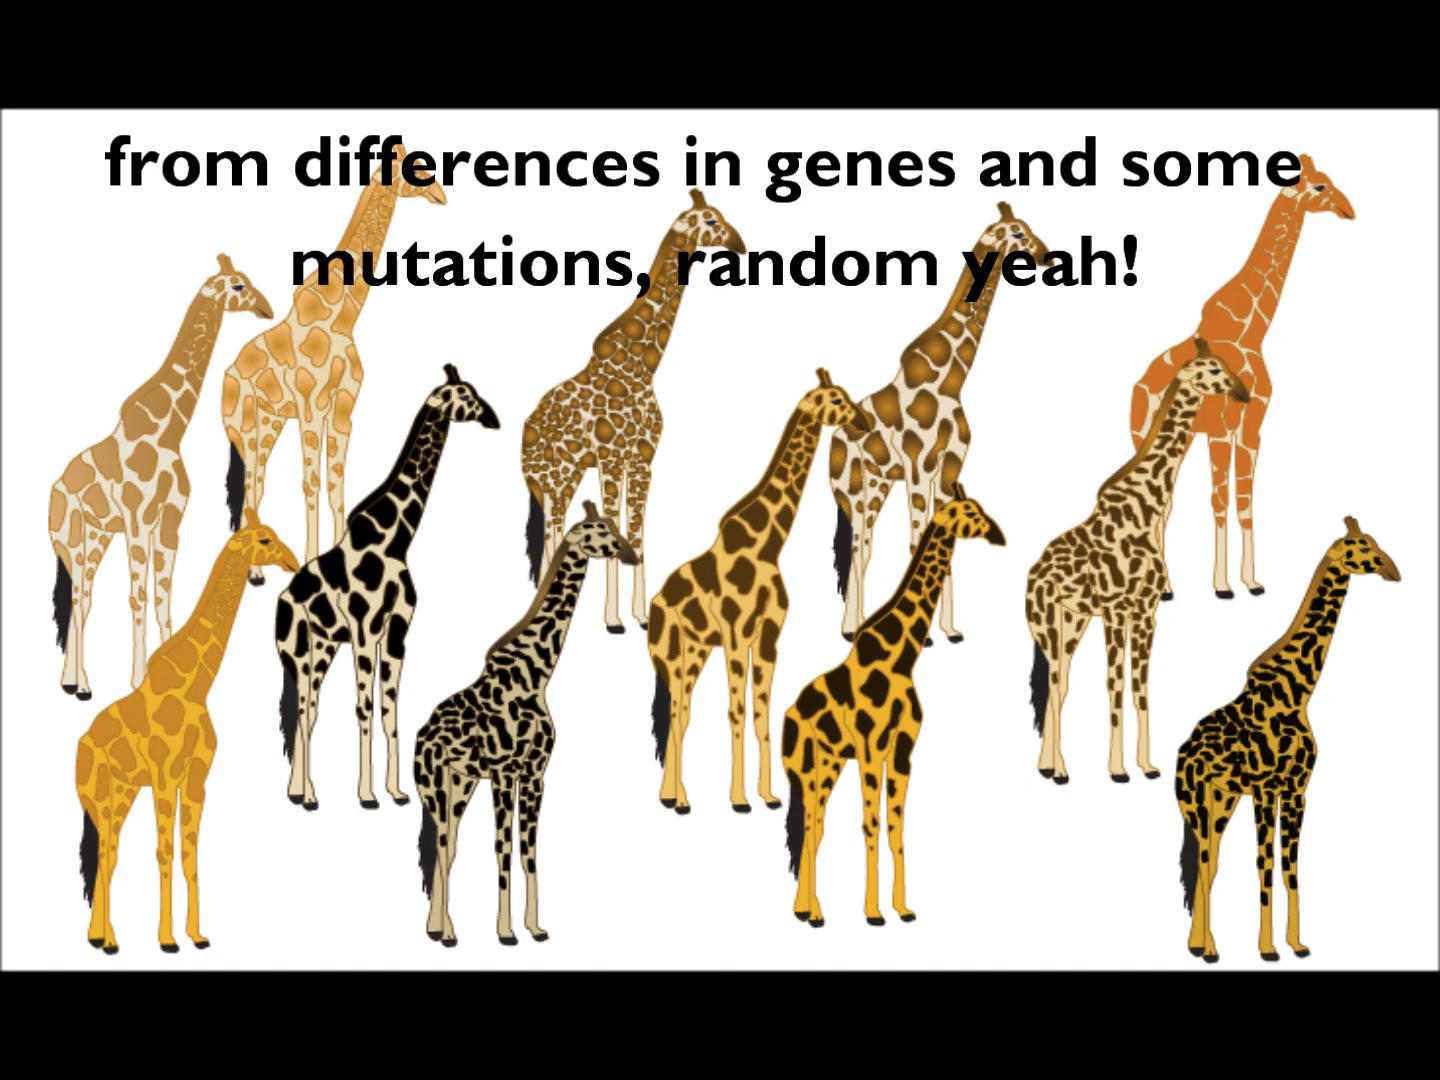 from differences in genes and some
mutations, random yeah!